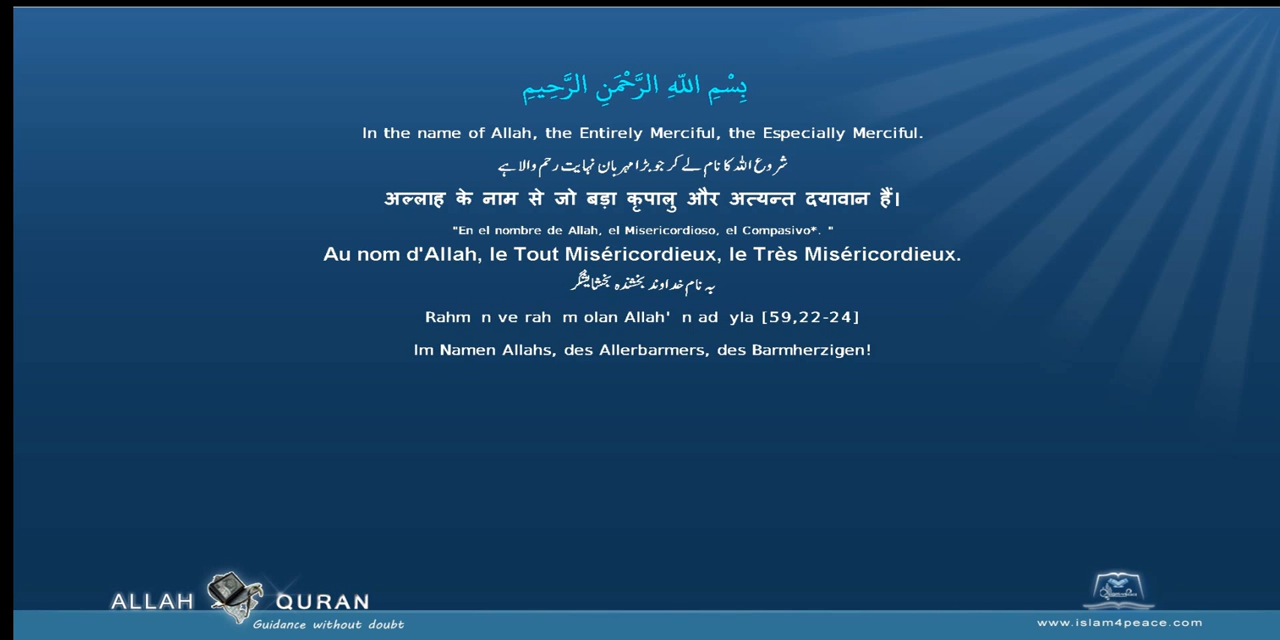 بِسْمِ اللّهِ الرَّحْمَنِ الرَّحِيمِ
In the name of Allah, the Entirely Merciful, the Especially Merciful.
شروع الله کا نام لے کر جو بڑا مہربان نہایت رحم والا ہے
अल्लाह के नाम से जो बड़ा कृपालु और अत्यन्त दयावान हैं।
"En el nombre de Allah, el Misericordioso, el Compasivo*. "
Au nom d'Allah, le Tout Miséricordieux, le Très Miséricordieux.
به نام خداوند بخشنده بخشایشگر
Rahm n ve rah m olan Allah' n ad yla [59,22-24]
Im Namen Allahs, des Allerbarmers, des Barmherzigen!
ALLAH QURAN
Guidance without doubt
www.islam4peace.com